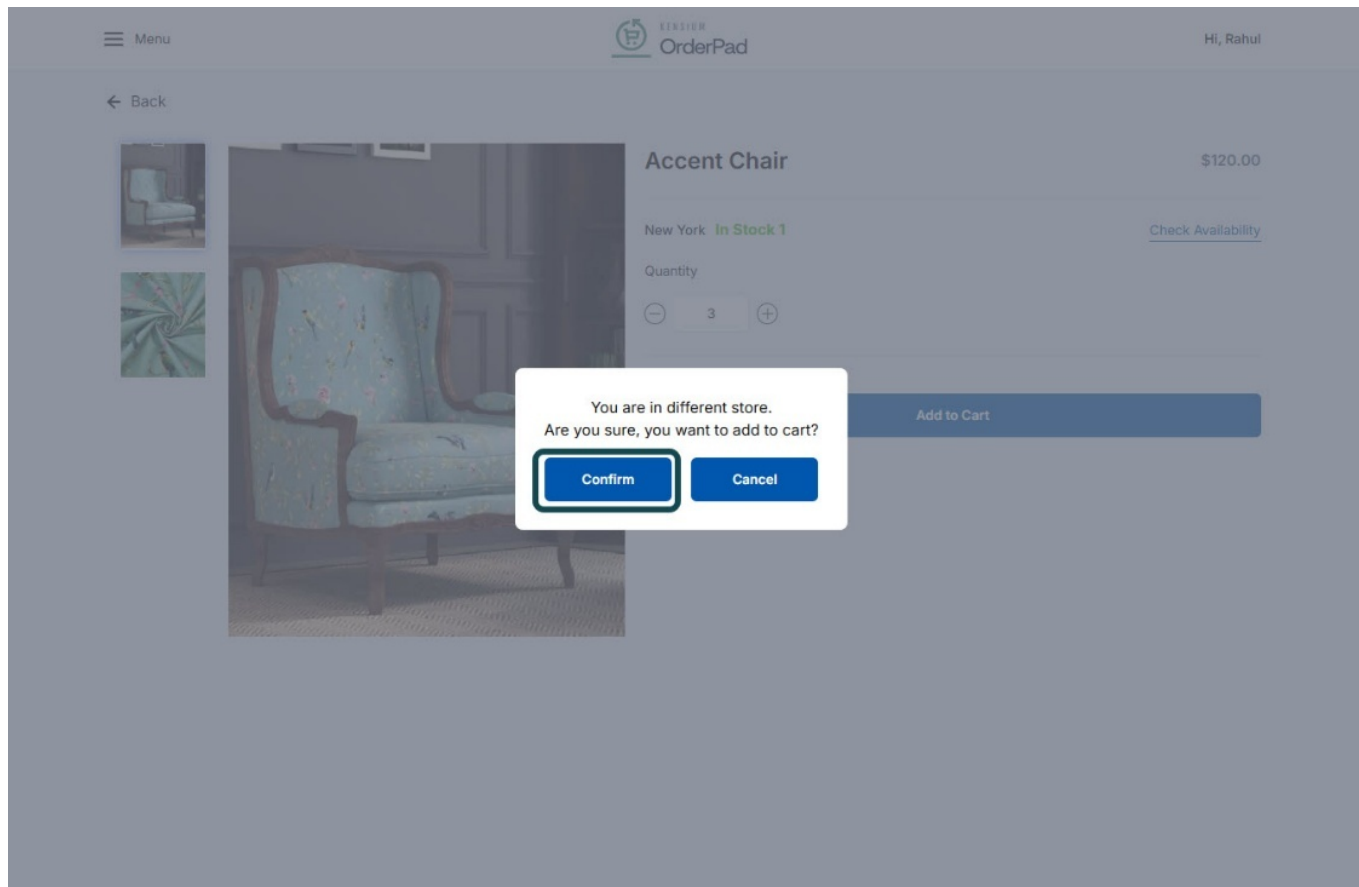 Menu
KENSIUM
OrderPad
Hi, Rahul
Back
Accent Chair
$120.00
New York In Stock 1
Check Availability
Quantity
3
Add to Cart
You are in different store.
Are you sure, you want to add to cart?
Confirm
Cancel